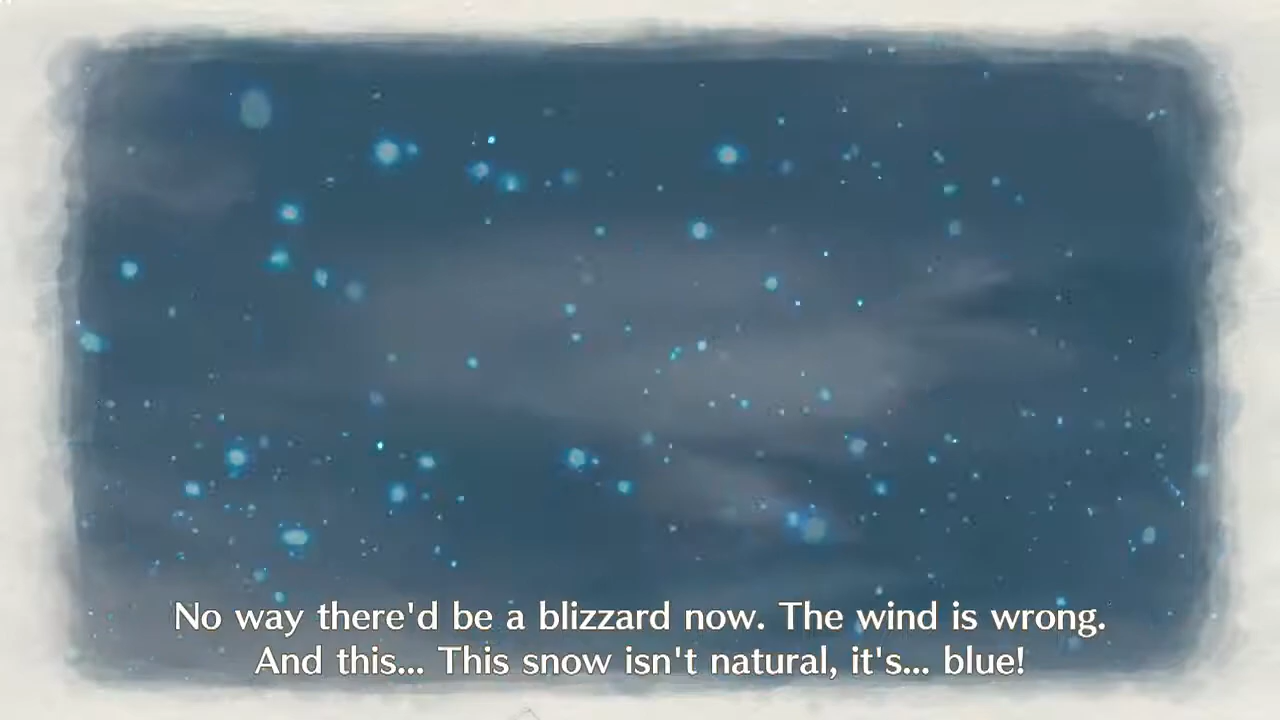 No way there'd be a blizzard now. The wind is wrong.
And this... This snow isn't natural, it's... blue!